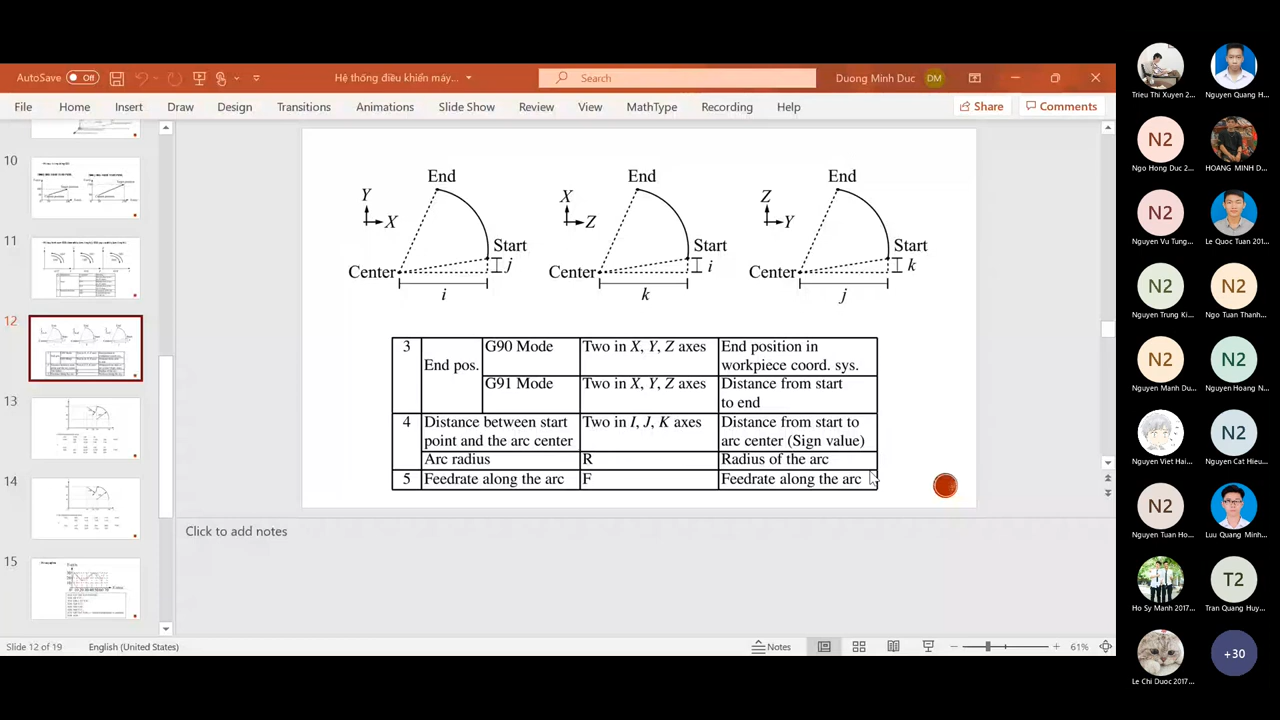 AutoSave Off
Hệ thống điều khiển máy...
Search
Duong Minh Duc DM
File Home Insert Draw Design Transitions Animations Slide Show Review View MathType Recording Help Share Comments
10
11
12
13
14
15
End End End
Y X Z
X Z Y
Start Start Start
j i k
Center Center Center
i k j
3 End pos. G90 Mode Two in X, Y, Z axes End position in
workpiece coord. sys.
G91 Mode Two in X, Y, Z axes Distance from start
to end
4 Distance between start Two in I, J, K axes Distance from start to
point and the arc center arc center (Sign value)
Arc radius R Radius of the arc
5 Feedrate along the arc F Feedrate along the arc
Click to add notes
Slide 12 of 19 English (United States) Notes 61%
Trieu Thi Xuyen 2... Nguyen Quang H...
N2
Ngo Hong Duc 2... HOANG MINH D...
N2
Nguyen Vu Tung... Le Quoc Tuan 201...
N2 N2
Nguyen Trung Ki... Ngo Tuan Thanh...
N2 N2
Nguyen Manh Du... Nguyen Hoang N...
N2
Nguyen Viet Hai... Nguyen Cat Hieu...
N2
Nguyen Tuan Ho... Luu Quang Minh...
T2
Ho Sy Manh 2017... Tran Quang Huy...
+30
Le Chi Duoc 2017...